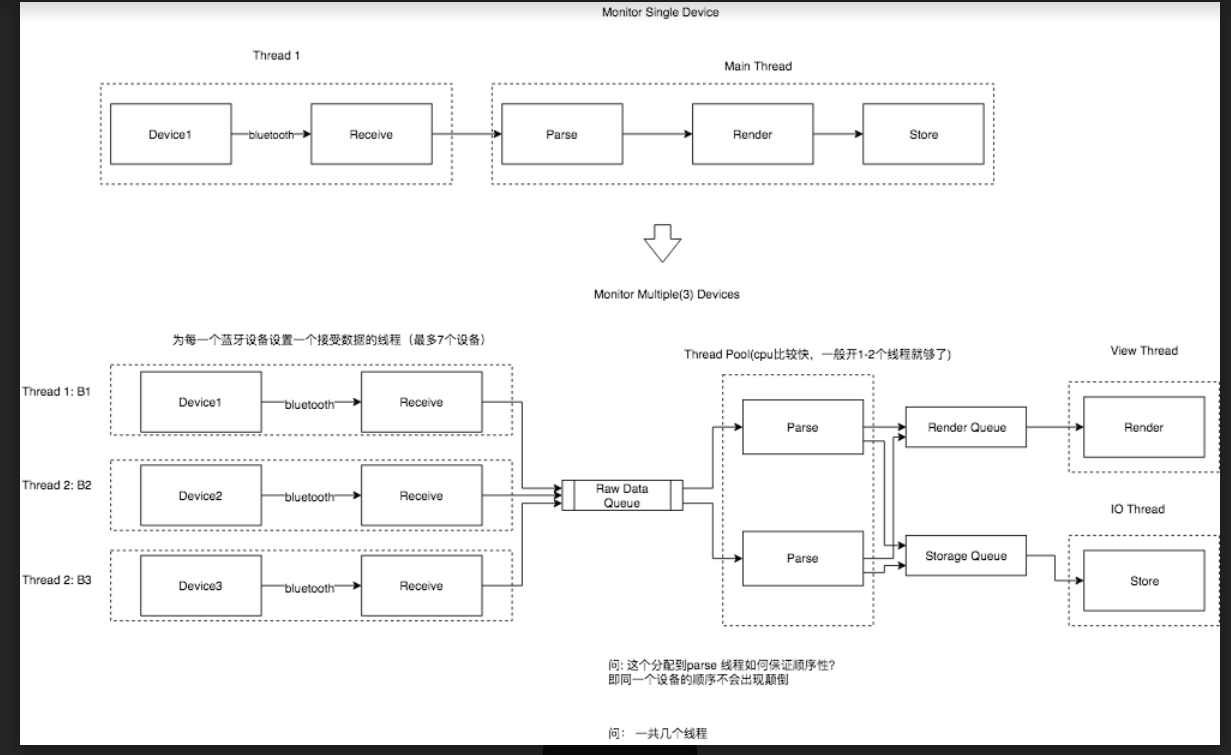 Monitor Single Device
Thread 1
Main Thread
Device1
bluetooth
Receive
Parse
Render
Store
Monitor Multiple(3) Devices
为每一个蓝牙设备设置一个接受数据的线程（最多7个设备）
Thread Pool(cpu比较快，一般开1-2个线程就够了)
View Thread
Thread 1: B1
Device1
bluetooth
Receive
Parse
Render Queue
Render
Thread 2: B2
Device2
bluetooth
Receive
Raw Data
Queue
IO Thread
Parse
Storage Queue
Store
Thread 2: B3
Device3
bluetooth
Receive
问: 这个分配到parse 线程如何保证顺序性?
即同一个设备的顺序不会出现颠倒
问： 一共几个线程